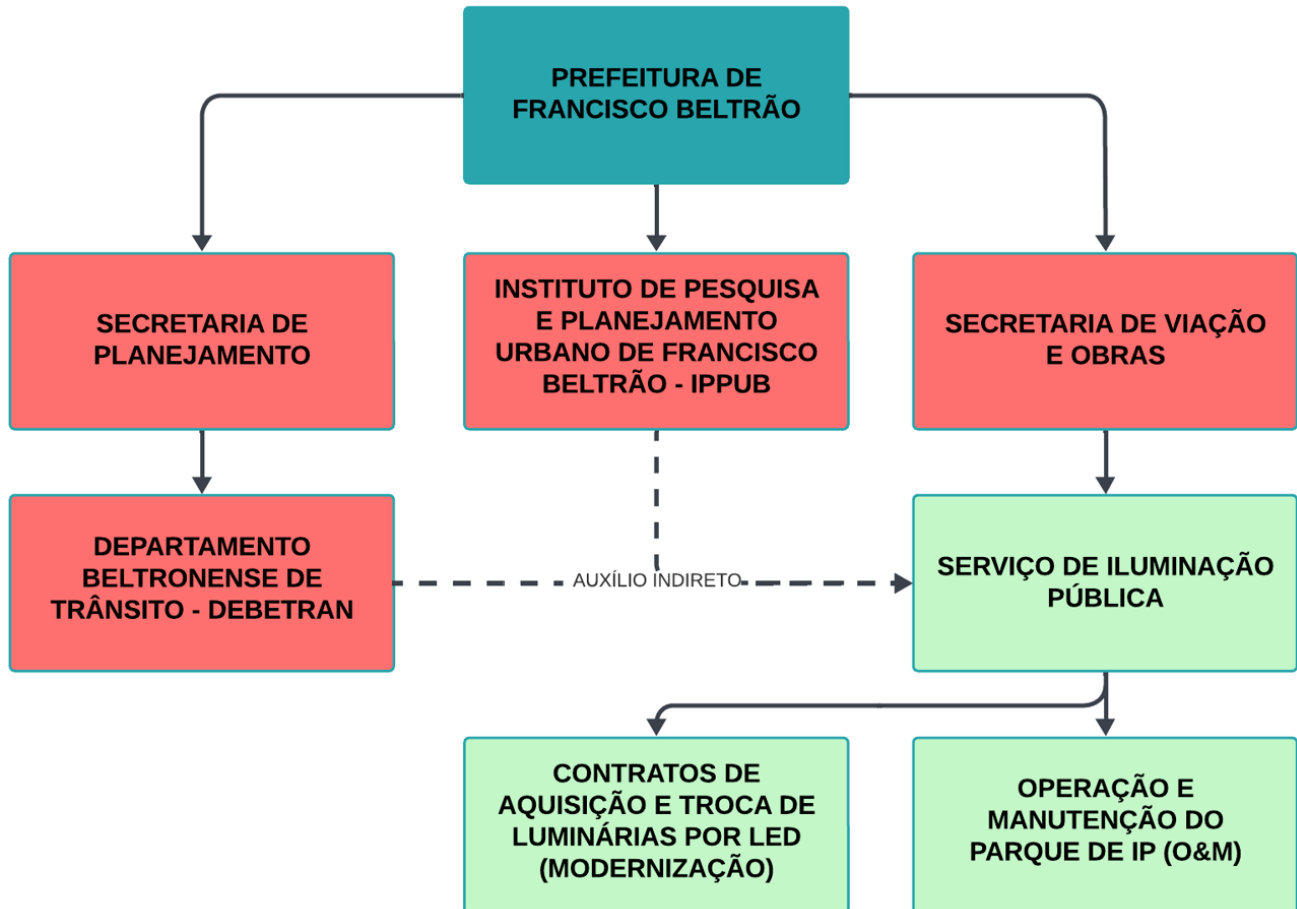 PREFEITURA DE
FRANCISCO BELTRÃO
SECRETARIA DE
PLANEJAMENTO
INSTITUTO DE PESQUISA
E PLANEJAMENTO
URBANO DE FRANCISCO
BELTRÃO - IPPUB
SECRETARIA DE VIAÇÃO
E OBRAS
DEPARTAMENTO
BELTRONENSE DE
TRÂNSITO - DEBETRAN
AUXÍLIO INDIRETO
SERVIÇO DE ILUMINAÇÃO
PÚBLICA
CONTRATOS DE
AQUISIÇÃO E TROCA DE
LUMINÁRIAS POR LED
(MODERNIZAÇÃO)
OPERAÇÃO E
MANUTENÇÃO DO
PARQUE DE IP (O&M)